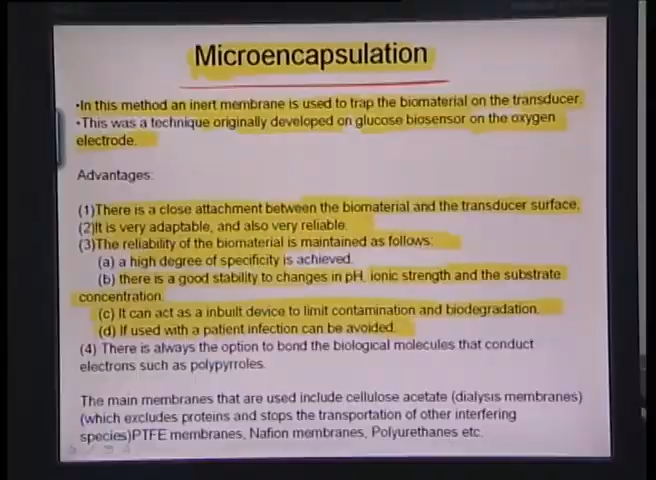 Microencapsulation
•In this method an inert membrane is used to trap the biomaterial on the transducer.
•This was a technique originally developed on glucose biosensor on the oxygen
electrode.
Advantages:
(1)There is a close attachment between the biomaterial and the transducer surface.
(2)It is very adaptable, and also very reliable.
(3)The reliability of the biomaterial is maintained as follows:
(a) a high degree of specificity is achieved.
(b) there is a good stability to changes in pH, ionic strength and the substrate
concentration.
(c) It can act as a inbuilt device to limit contamination and biodegradation.
(d) If used with a patient infection can be avoided.
(4) There is always the option to bond the biological molecules that conduct
electrons such as polypyrroles.
The main membranes that are used include cellulose acetate (dialysis membranes)
(which excludes proteins and stops the transportation of other interfering
species)PTFE membranes, Nafion membranes, Polyurethanes etc.